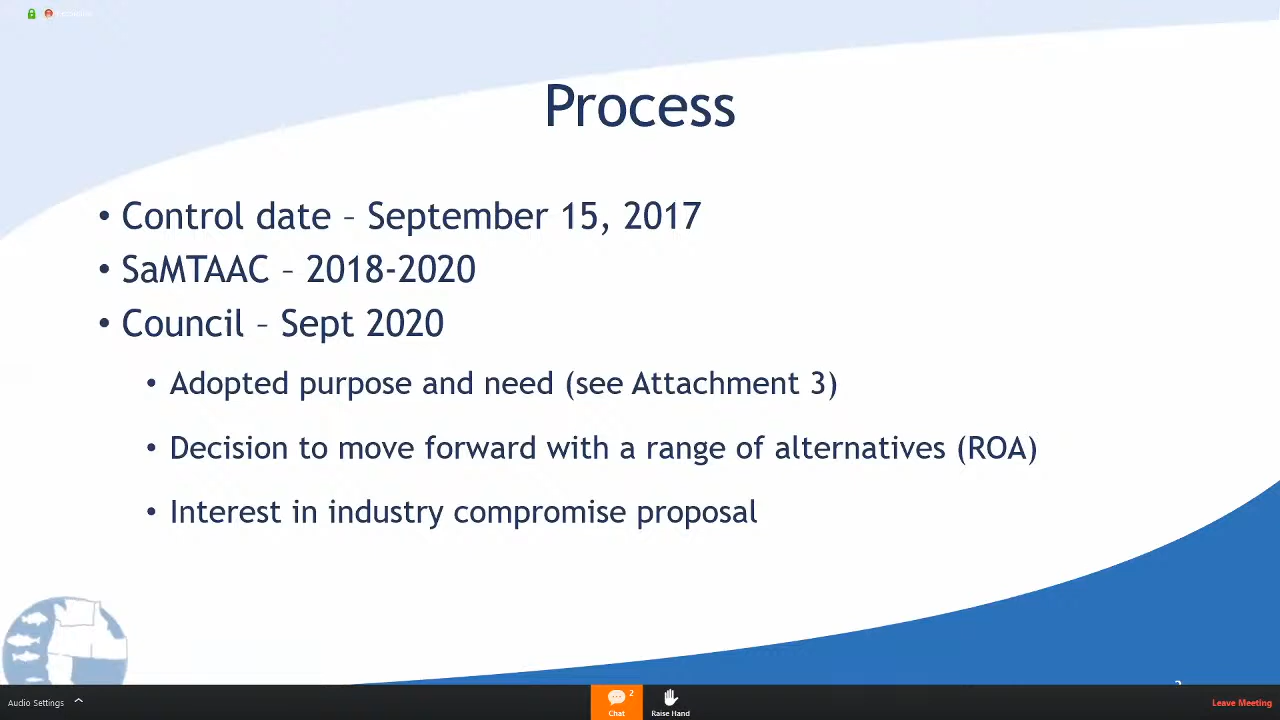 Process
• Control date – September 15, 2017
• SaMTAAC – 2018-2020
• Council – Sept 2020
• Adopted purpose and need (see Attachment 3)
• Decision to move forward with a range of alternatives (ROA)
• Interest in industry compromise proposal
Audio Settings
2
Chat
Raise Hand
Leave Meeting